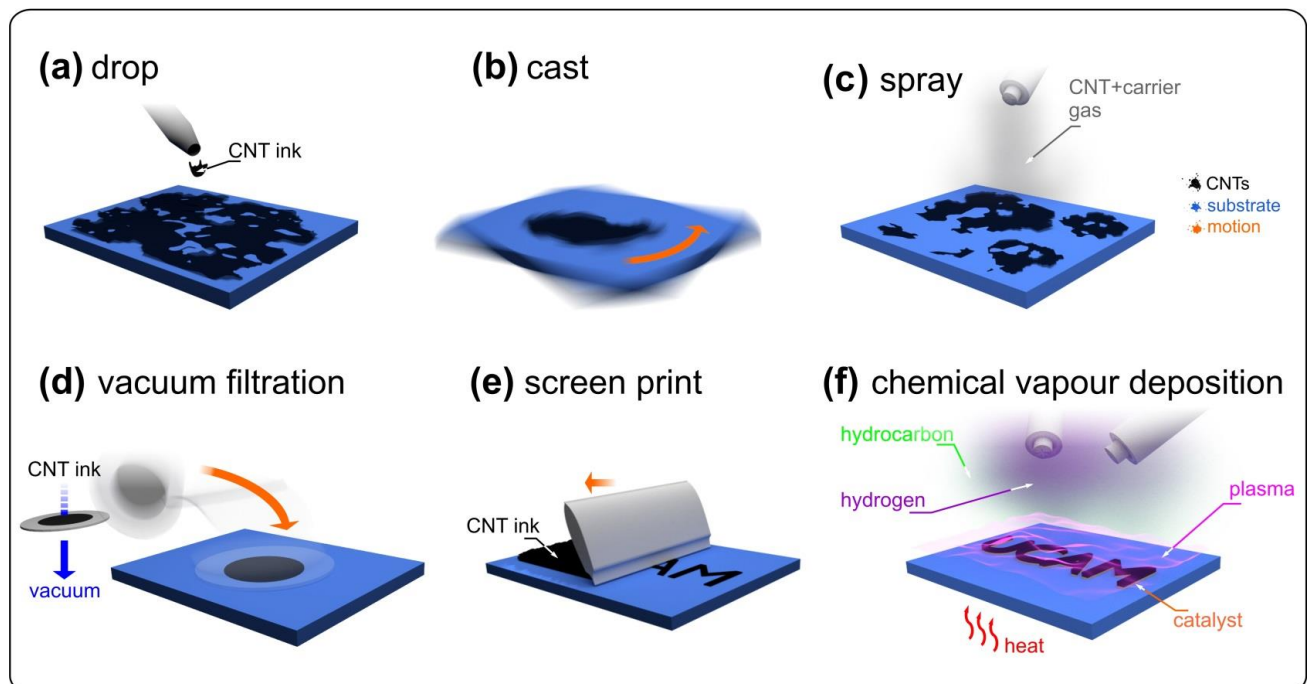 (a) drop
CNT ink
(b) cast
(c) spray
CNT+carrier
gas
CNTs
substrate
motion
(d) vacuum filtration
CNT ink
vacuum
(e) screen print
CNT ink
AM
(f) chemical vapour deposition
hydrocarbon
hydrogen
plasma
UCAM
catalyst
heat